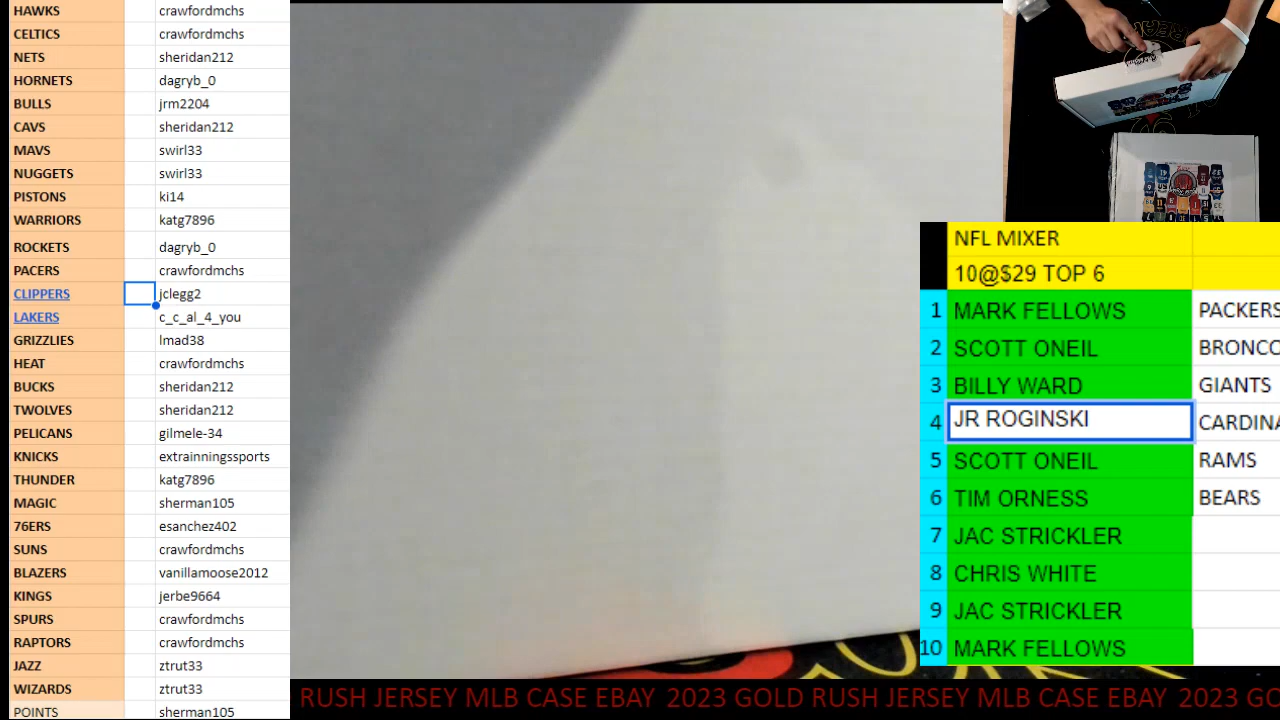 HAWKS crawfordmchs
CELTICS crawfordmchs
NETS sheridan212
HORNETS dagryb_0
BULLS jrm2204
CAVS sheridan212
MAVS swirl33
NUGGETS swirl33
PISTONS ki14
WARRIORS katg7896
ROCKETS dagryb_0
PACERS crawfordmchs
CLIPPERS jclegg2
LAKERS c_c_al_4_you
GRIZZLIES lmad38
HEAT crawfordmchs
BUCKS sheridan212
TWOLVES sheridan212
PELICANS gilmele-34
KNICKS extrainningssports
THUNDER katg7896
MAGIC sherman105
76ERS esanchez402
SUNS crawfordmchs
BLAZERS vanillamoose2012
KINGS jerbe9664
SPURS crawfordmchs
RAPTORS crawfordmchs
JAZZ ztrut33
WIZARDS ztrut33
POINTS sherman105
NFL MIXER
10@$29 TOP 6
1 MARK FELLOWS PACKERS
2 SCOTT ONEIL BRONCO
3 BILLY WARD GIANTS
4 JR ROGINSKI CARDINA
5 SCOTT ONEIL RAMS
6 TIM ORNESS BEARS
7 JAC STRICKLER
8 CHRIS WHITE
9 JAC STRICKLER
10 MARK FELLOWS
RUSH JERSEY MLB CASE EBAY 2023 GOLD RUSH JERSEY MLB CASE EBAY 2023 GO